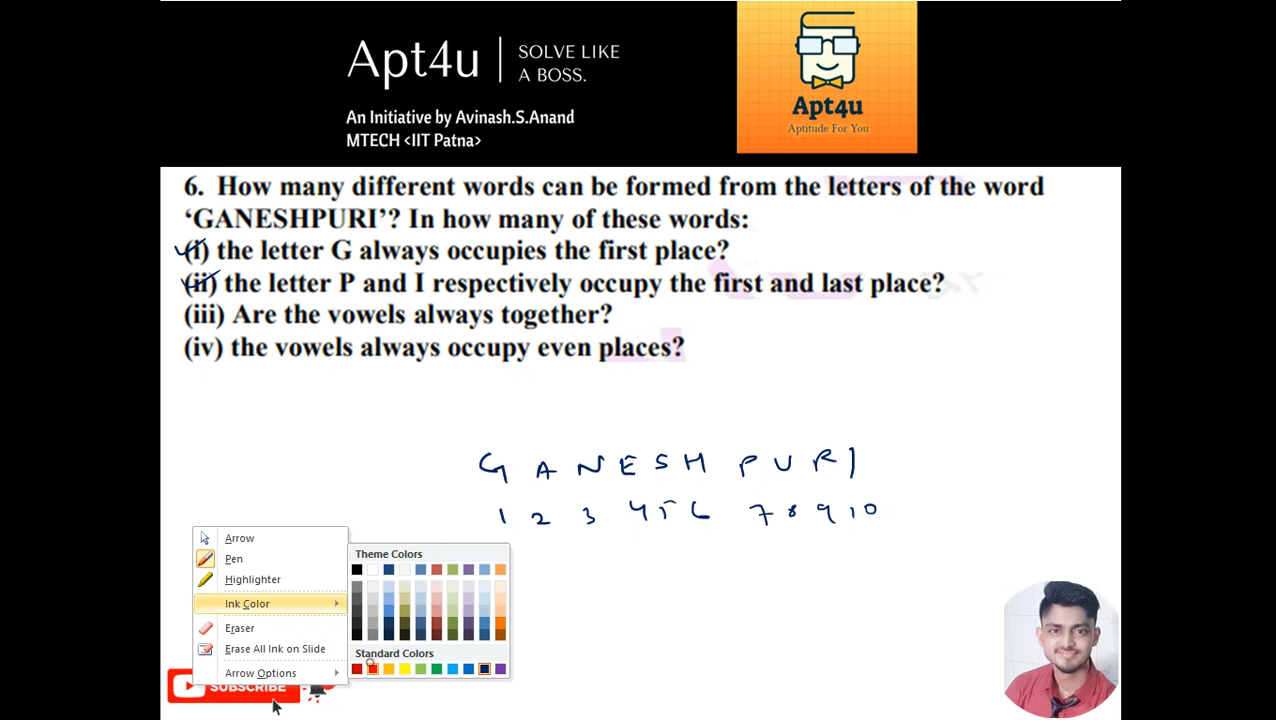 Apt4u | SOLVE LIKE
A BOSS.
An Initiative by Avinash.S.Anand
MTECH <IIT Patna>
Apt4u
Aptitude For You
6. How many different words can be formed from the letters of the word
‘GANESHPURI’? In how many of these words:
(i) the letter G always occupies the first place?
(ii) the letter P and I respectively occupy the first and last place?
(iii) Are the vowels always together?
(iv) the vowels always occupy even places?
G A N E S H P U R I
1 2 3 4 5 6 7 8 9 10
Arrow
Pen
Highlighter
Ink Color
Eraser
Erase All Ink on Slide
Arrow Options
Theme Colors
Standard Colors
SUBSCRIBE